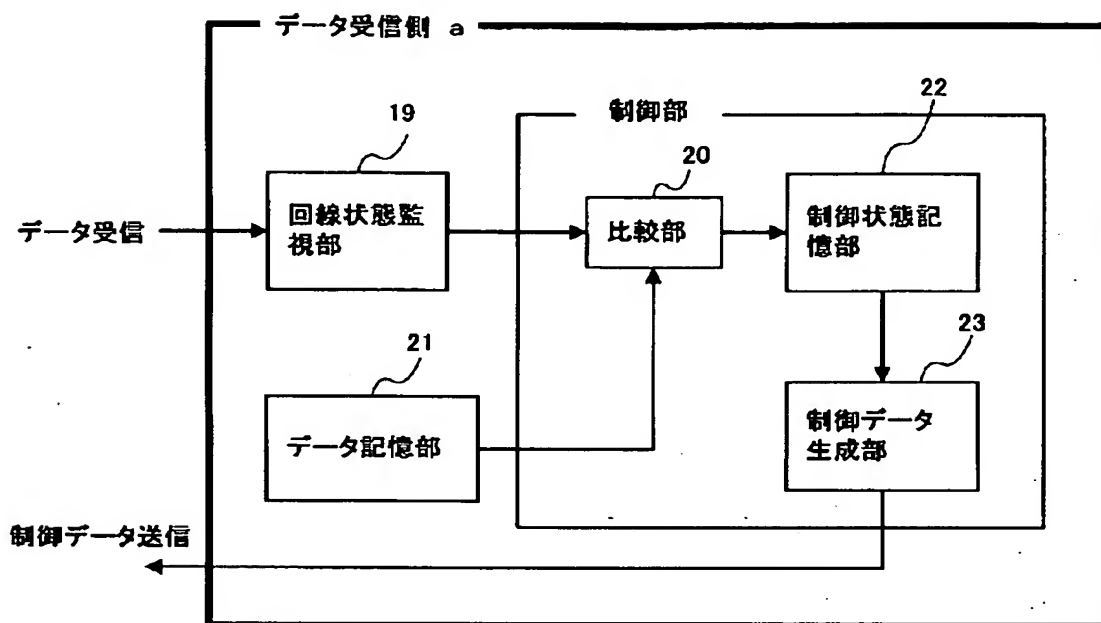 データ受信側 a
制御部
22
19
20
回線状態監
視部
比較部
制御状態記
憶部
データ受信
21
23
データ記憶部
制御データ
生成部
制御データ送信